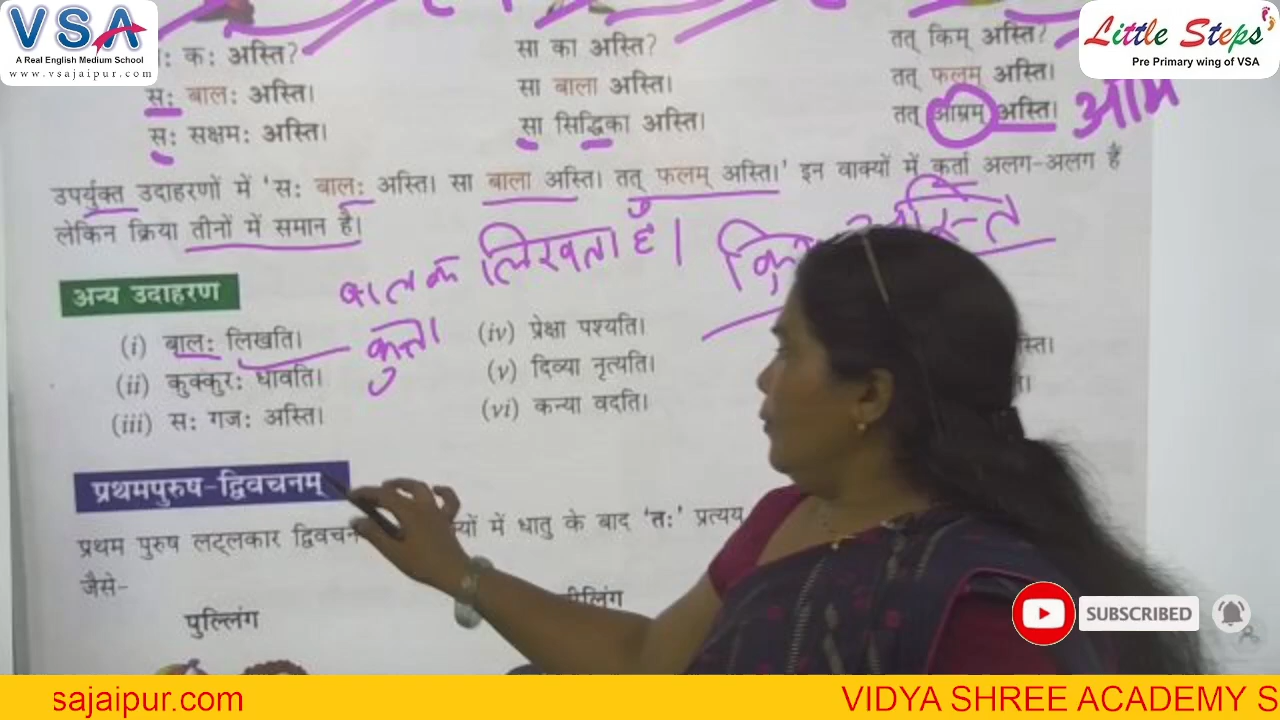 VSA
A Real English Medium School
www.vsajaipur.com
Little Steps
Pre Primary wing of VSA
कः अस्ति?
सा का अस्ति?
तत् किम् अस्ति?
सः बालः अस्ति।
सा बाला अस्ति।
तत् फलम् अस्ति।
सः सक्षमः अस्ति।
सा सिद्धिका अस्ति।
तत् आम्रम् अस्ति।
आम
उपर्युक्त उदाहरणों में 'सः बालः अस्ति। सा बाला अस्ति। तत् फलम् अस्ति।' इन वाक्यों में कर्ता अलग-अलग हैं
लेकिन क्रिया तीनों में समान है।
बालक लिखता है।
अन्य उदाहरण
(i) बालः लिखति।
(iv) प्रेक्षा पश्यति।
(ii) कुक्कुरः धावति।
(v) दिव्या नृत्यति।
(iii) सः गजः अस्ति।
(vi) कन्या वदति।
प्रथमपुरुष-द्विवचनम्
प्रथम पुरुष लट्लकार द्विवचन में धातु के बाद 'तः' प्रत्यय
जैसे-
पुल्लिंग
SUBSCRIBED
sajaipur.com
VIDYA SHREE ACADEMY S